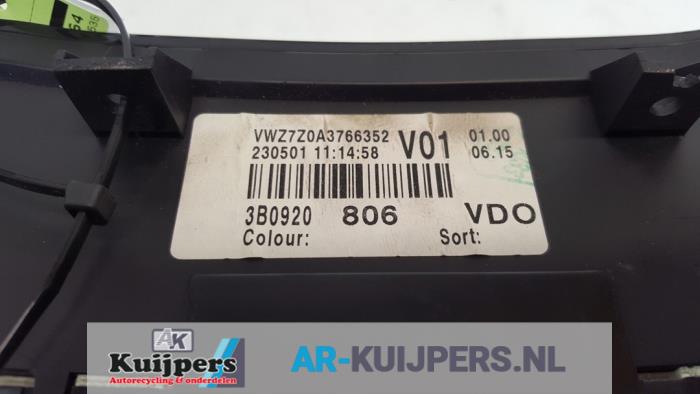 64
VWZ7Z0A3766352 V01 01.00
230501 11:14:58 06.15
3B0920 806 VDO
Colour: Sort:
AK
Kuijpers
Autorecycling & onderdelen
AR-KUIJPERS.NL